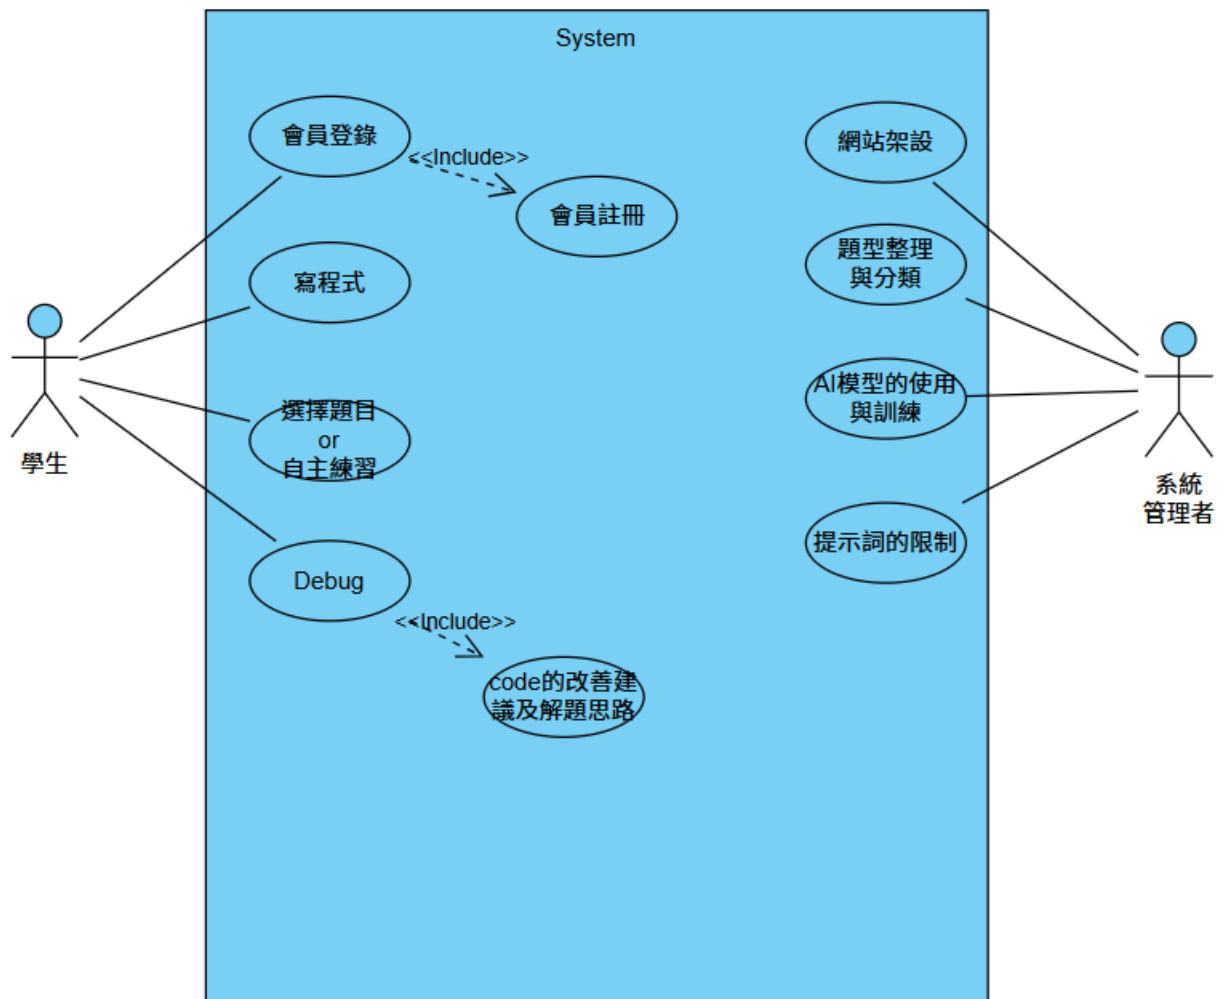 System
會員登錄
<<Include>>
會員註冊
寫程式
選擇題目
or
自主練習
Debug
<<Include>>
code的改善建
議及解題思路
網站架設
題型整理
與分類
AI模型的使用
與訓練
提示詞的限制
學生
系統
管理者